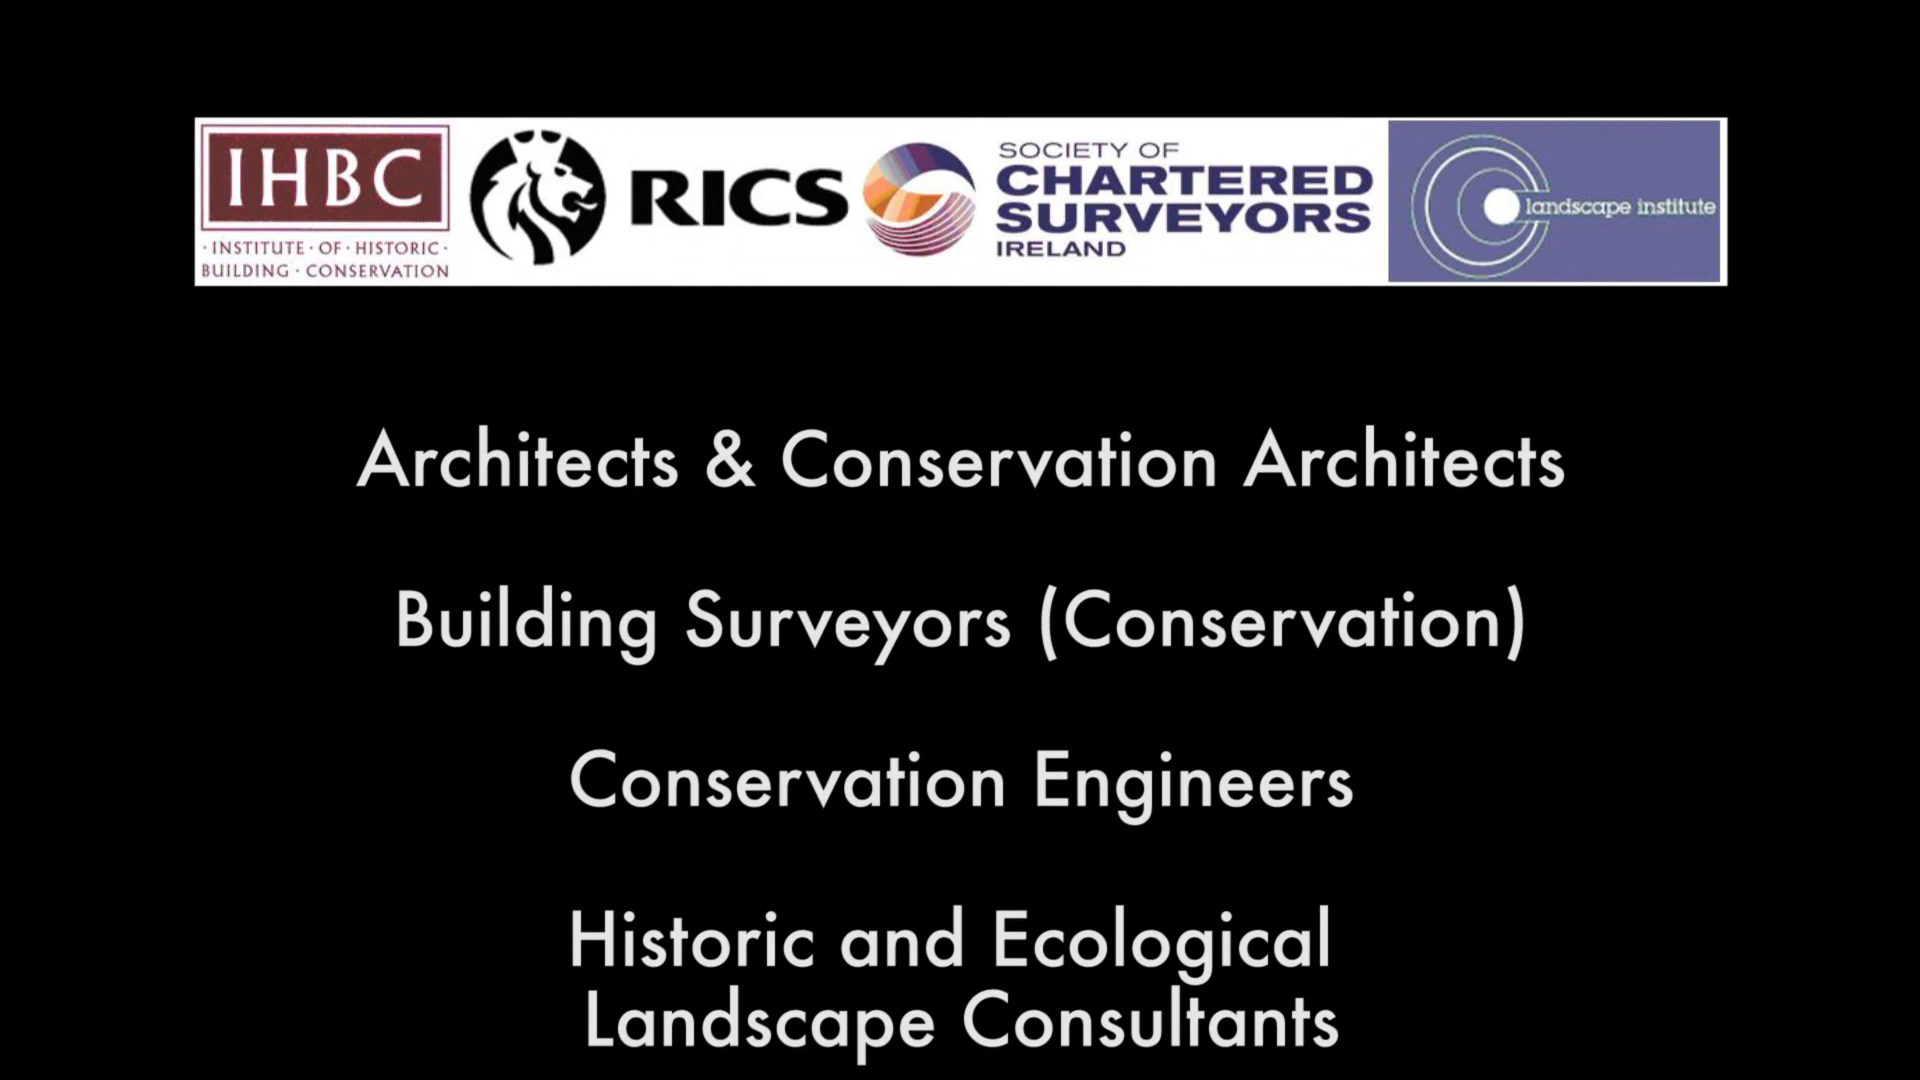 IHBC
· INSTITUTE · OF · HISTORIC ·
BUILDING · CONSERVATION
RICS
SOCIETY OF
CHARTERED
SURVEYORS
IRELAND
landscape institute
Architects & Conservation Architects
Building Surveyors (Conservation)
Conservation Engineers
Historic and Ecological
Landscape Consultants